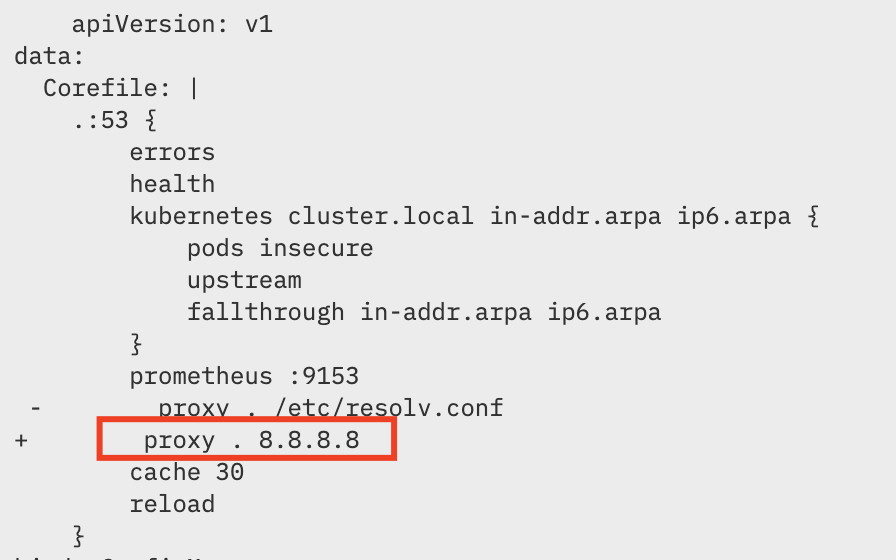 apiVersion: v1
data:
Corefile: |
.:53 {
errors
health
kubernetes cluster.local in-addr.arpa ip6.arpa {
pods insecure
upstream
fallthrough in-addr.arpa ip6.arpa
}
prometheus :9153
- proxy . /etc/resolv.conf
+ proxy . 8.8.8.8
cache 30
reload
}